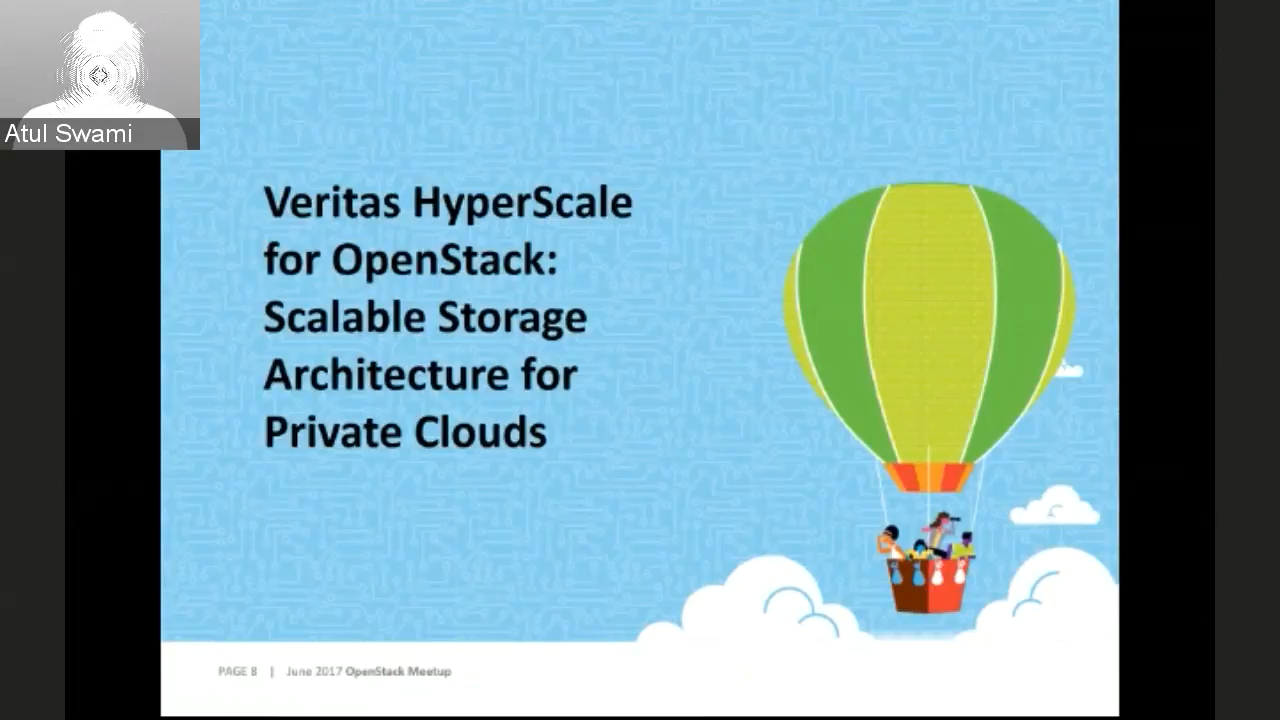 Atul Swami
Veritas HyperScale
for OpenStack:
Scalable Storage
Architecture for
Private Clouds
PAGE 8 | June 2017 OpenStack Meetup